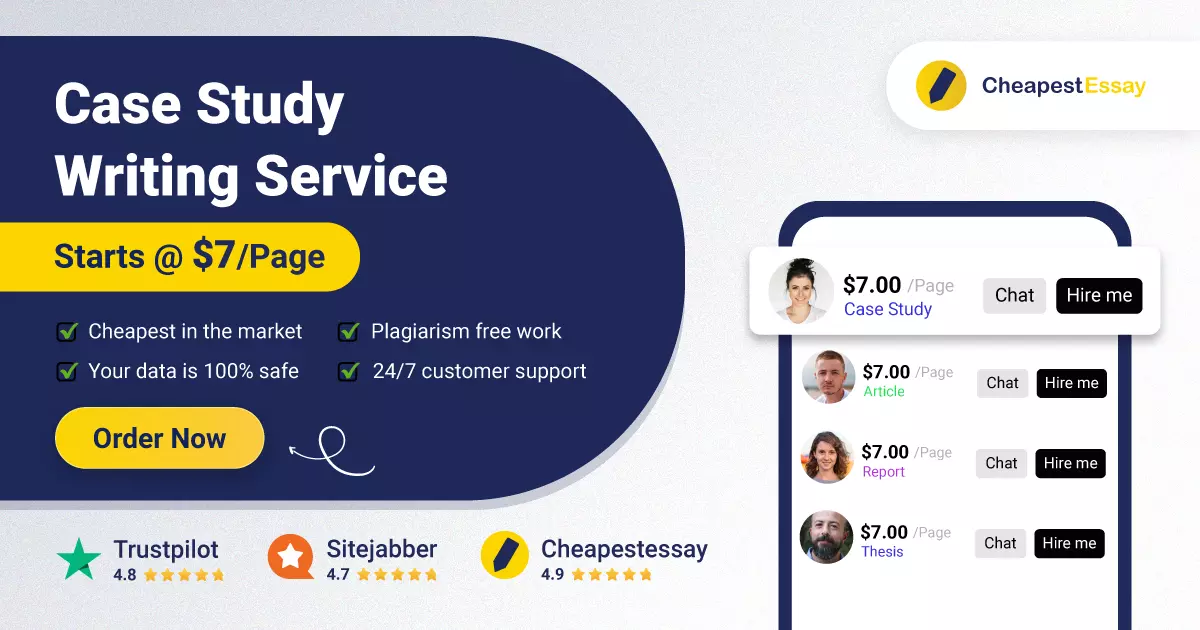 Case Study
Writing Service
Starts @ $7/Page
Cheapest in the market
Plagiarism free work
Your data is 100% safe
24/7 customer support
Order Now
Trustpilot
4.8
Sitejabber
4.7
Cheapestessay
4.9
CheapestEssay
$7.00 /Page
Case Study
Chat
Hire me
$7.00 /Page
Article
Chat
Hire me
$7.00 /Page
Report
Chat
Hire me
$7.00 /Page
Thesis
Chat
Hire me